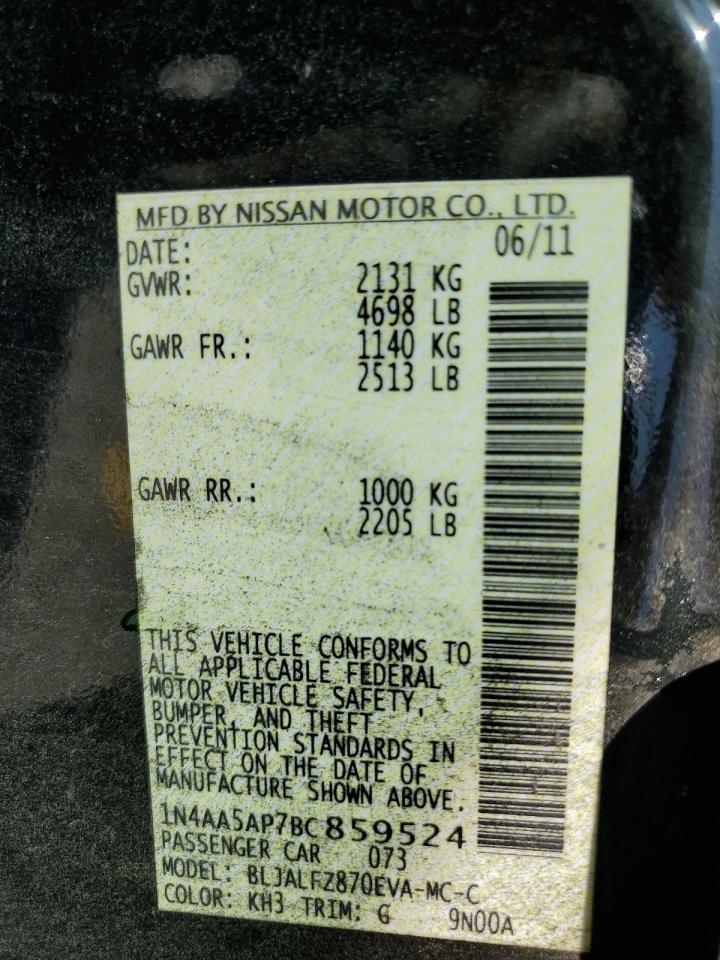 MFD BY NISSAN MOTOR CO., LTD.
DATE: 06/11
GVWR: 2131 KG
4698 LB
GAWR FR.: 1140 KG
2513 LB
GAWR RR.: 1000 KG
2205 LB
THIS VEHICLE CONFORMS TO
ALL APPLICABLE FEDERAL
MOTOR VEHICLE SAFETY,
BUMPER, AND THEFT
PREVENTION STANDARDS IN
EFFECT ON THE DATE OF
MANUFACTURE SHOWN ABOVE.
1N4AA5AP7BC859524
PASSENGER CAR 073
MODEL: BLJALFZ870EVA-MC-C
COLOR: KH3 TRIM: G 9N00A